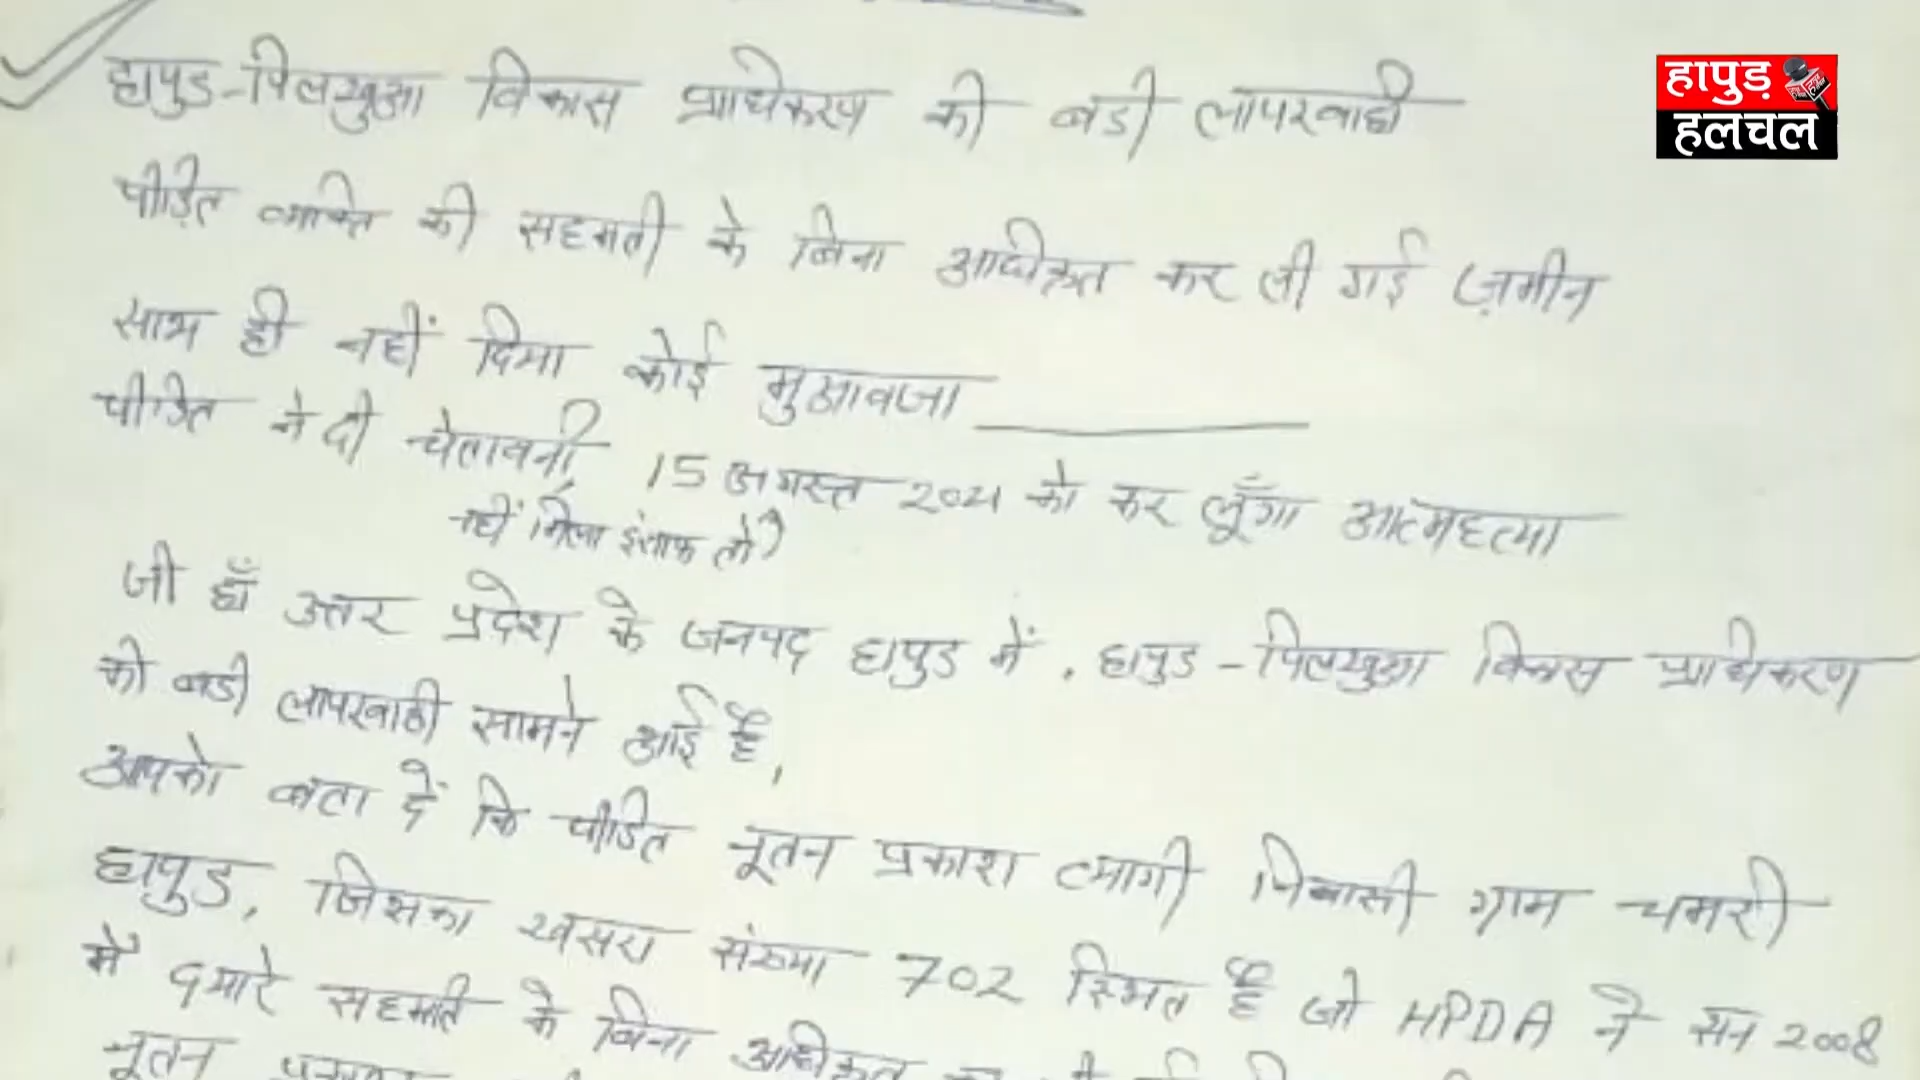 हापुड़
हलचल
हापुड-पिलखुआ विकास प्राधिकरण की बडी लापरवाही
पीड़ित व्यक्ति की सहमती के बिना अधिकृत कर ली गई ज़मीन
साथ ही नहीं दिया कोई मुआवजा
पीडित ने दी चेतावनी, 15 अगस्त 2021 को कर लूँगा आत्महत्या
नहीं मिला इंसाफ तो
जी हाँ उत्तर प्रदेश के जनपद हापुड में . हापुड-पिलखुआ विकास प्राधिकरण
की बडी लापरवाही सामने आई है,
आपको बता दें कि पीडित नूतन प्रकाश त्यागी निवासी ग्राम चमरी
हापुड, जिसका खसरा संख्या 702 स्थित है जो HPDA ने सन 2008
में हमारे सहमति के बिना अधिकृत
नूतन प्रकाश